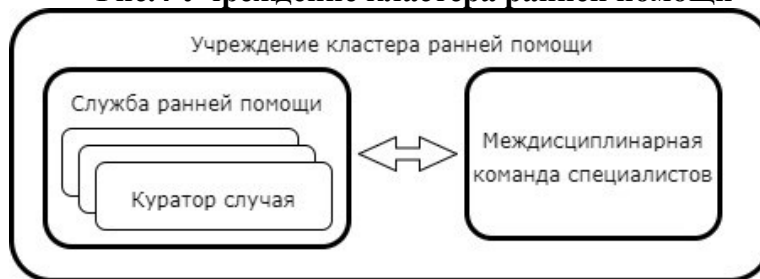 Учреждение кластера ранней помощи
Служба ранней помощи
Куратор случая
Междисциплинарная
команда специалистов